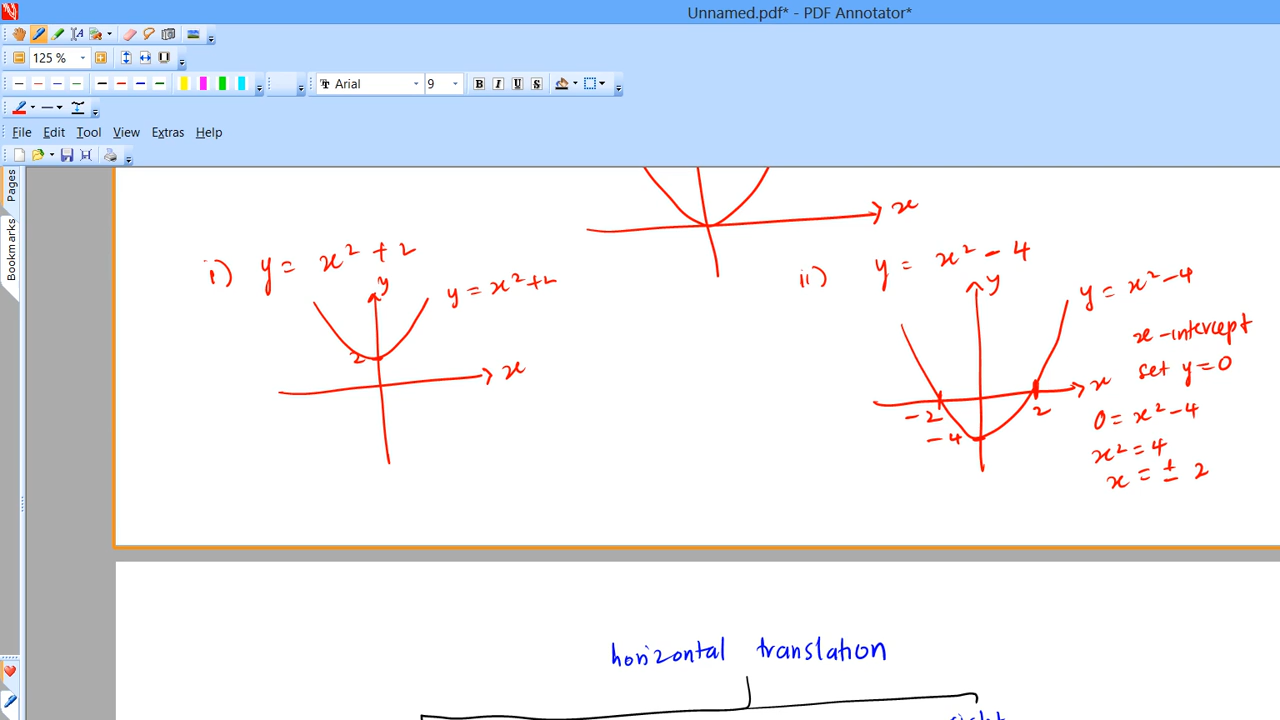 Unnamed.pdf* - PDF Annotator*
125 %
Arial
9
B I U S
File Edit Tool View Extras Help
Pages
Bookmarks
x
i) y = x² + 2
y
y = x²+2
2
x
ii) y = x² - 4
y
y = x²-4
x-intercept
set y=0
x
-2
2
-4
0 = x²-4
x² = 4
x = ± 2
horizontal translation
right